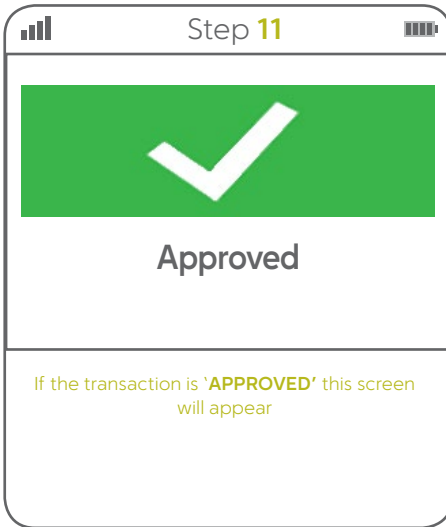 Step 11
Approved
If the transaction is ‵APPROVED′ this screen
will appear